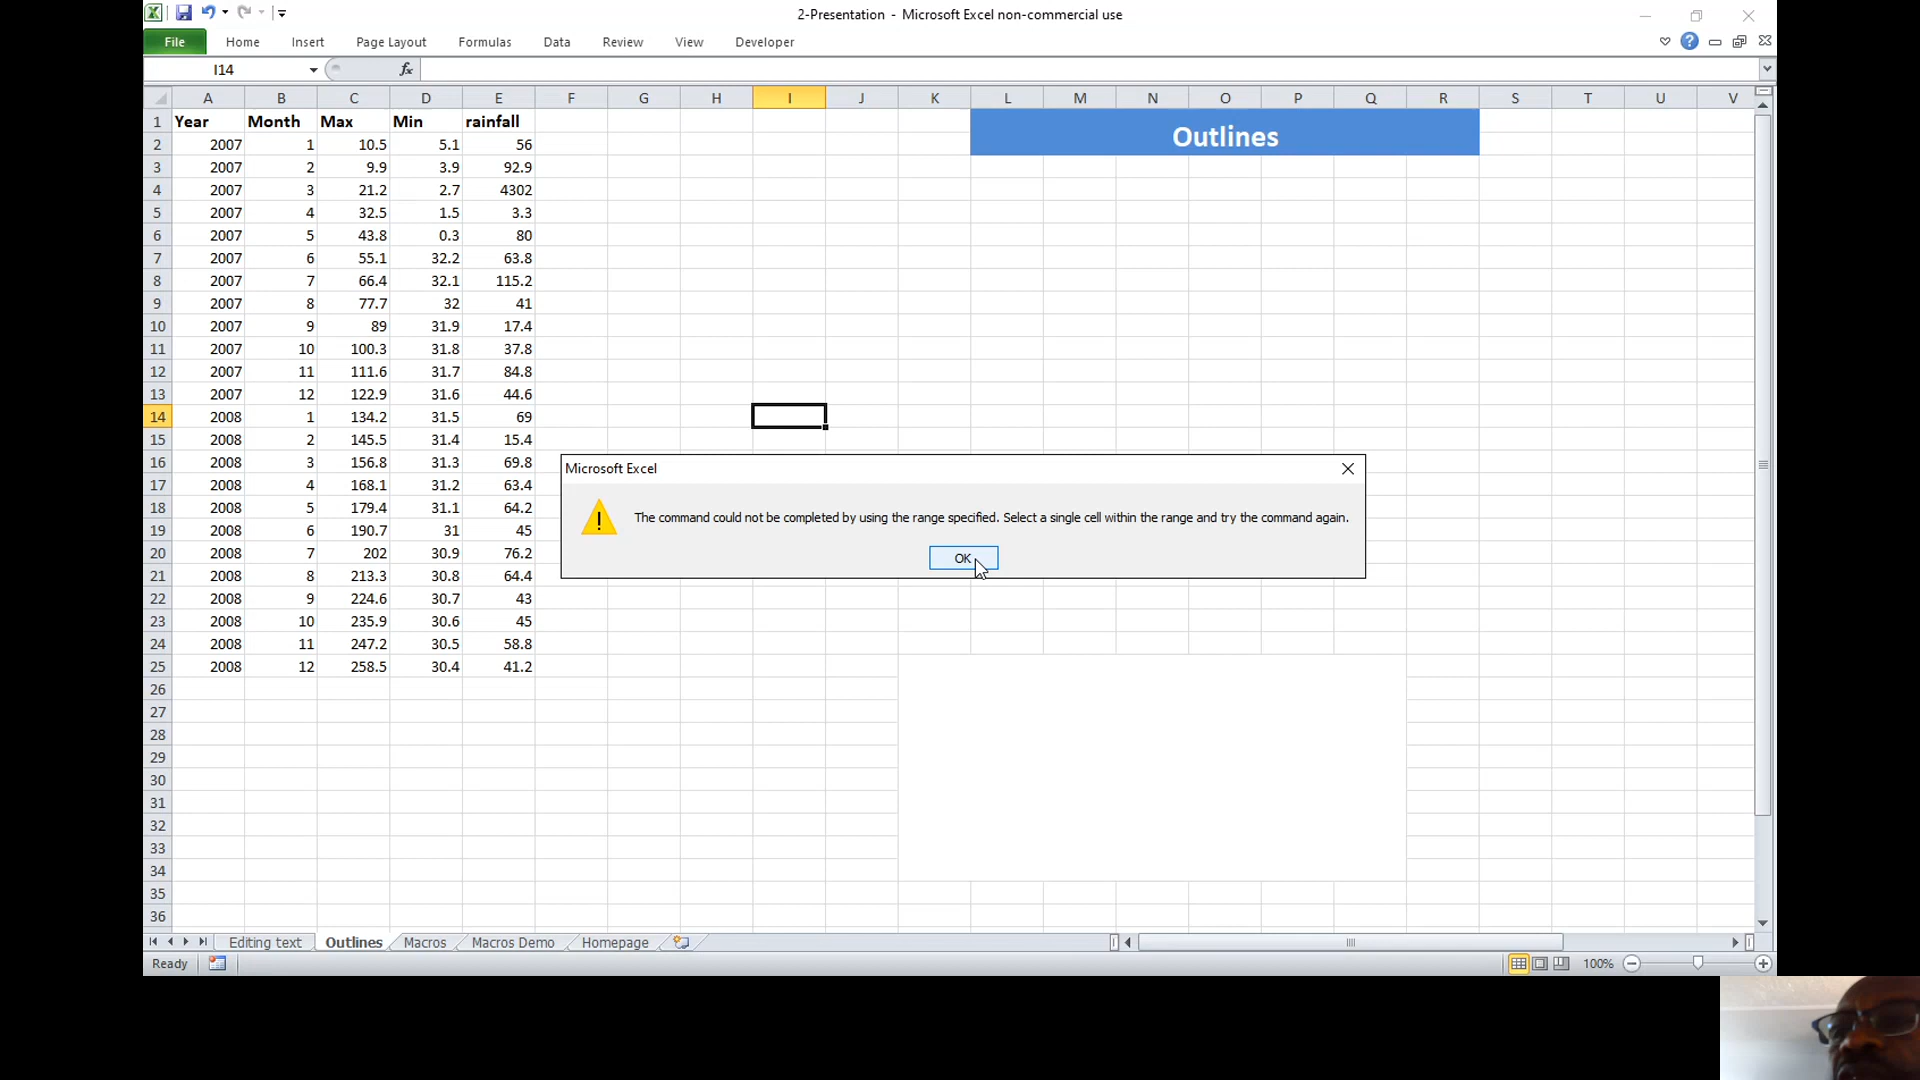 2-Presentation - Microsoft Excel non-commercial use
File Home Insert Page Layout Formulas Data Review View Developer
I14 fx
A B C D E F G H I J K L M N O P Q R S T U V
1 Year Month Max Min rainfall Outlines
2 2007 1 10.5 5.1 56
3 2007 2 9.9 3.9 92.9
4 2007 3 21.2 2.7 4302
5 2007 4 32.5 1.5 3.3
6 2007 5 43.8 0.3 80
7 2007 6 55.1 32.2 63.8
8 2007 7 66.4 32.1 115.2
9 2007 8 77.7 32 41
10 2007 9 89 31.9 17.4
11 2007 10 100.3 31.8 37.8
12 2007 11 111.6 31.7 84.8
13 2007 12 122.9 31.6 44.6
14 2008 1 134.2 31.5 69
15 2008 2 145.5 31.4 15.4
16 2008 3 156.8 31.3 69.8
17 2008 4 168.1 31.2 63.4
18 2008 5 179.4 31.1 64.2
19 2008 6 190.7 31 45
20 2008 7 202 30.9 76.2
21 2008 8 213.3 30.8 64.4
22 2008 9 224.6 30.7 43
23 2008 10 235.9 30.6 45
24 2008 11 247.2 30.5 58.8
25 2008 12 258.5 30.4 41.2
26
27
28
29
30
31
32
33
34
35
36
Microsoft Excel
The command could not be completed by using the range specified. Select a single cell within the range and try the command again.
OK
Editing text Outlines Macros Macros Demo Homepage
Ready 100%